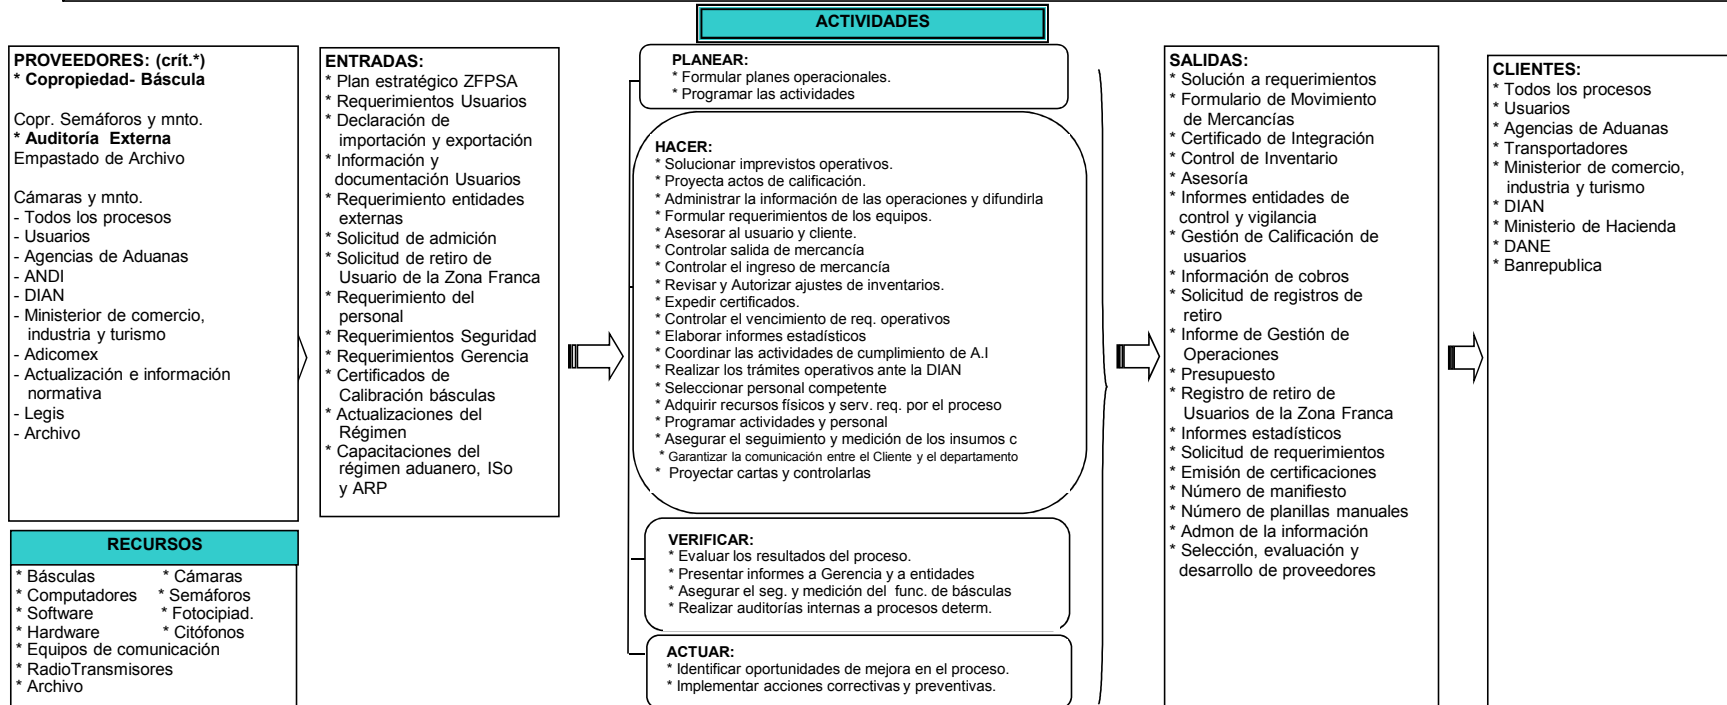 ACTIVIDADES
PROVEEDORES: (crít.*)
* Copropiedad- Báscula
Copr. Semáforos y mnto.
* Auditoría  Externa
Empastado de Archivo
Cámaras y mnto.
- Todos los procesos
- Usuarios
- Agencias de Aduanas
- ANDI
- DIAN
- Ministerior de comercio,
industria y turismo
- Adicomex
- Actualización e información
normativa
- Legis
- Archivo
RECURSOS
* Básculas * Cámaras
* Computadores * Semáforos
* Software * Fotocipiad.
* Hardware * Citófonos
* Equipos de comunicación
* RadioTransmisores
* Archivo
ENTRADAS:
* Plan estratégico ZFPSA
* Requerimientos Usuarios
* Declaración de
importación y exportación
* Información y
documentación Usuarios
* Requerimiento entidades
externas
* Solicitud de admición
* Solicitud de retiro de
Usuario de la Zona Franca
* Requerimiento del
personal
* Requerimientos Seguridad
* Requerimientos Gerencia
* Certificados de
Calibración básculas
* Actualizaciones del
Régimen
* Capacitaciones del
régimen aduanero, ISo
y ARP
PLANEAR:
* Formular planes operacionales.
* Programar las actividades
HACER:
* Solucionar imprevistos operativos.
* Proyecta actos de calificación.
* Administrar la información de las operaciones y difundirla
* Formular requerimientos de los equipos.
* Asesorar al usuario y cliente.
* Controlar salida de mercancía
* Controlar el ingreso de mercancía
* Revisar y Autorizar ajustes de inventarios.
* Expedir certificados.
* Controlar el vencimiento de req. operativos
* Elaborar informes estadísticos
* Coordinar las actividades de cumplimiento de A.I
* Realizar los trámites operativos ante la DIAN
* Seleccionar personal competente
* Adquirir recursos físicos y serv. req. por el proceso
* Programar actividades y personal
* Asegurar el seguimiento y medición de los insumos c
* Garantizar la comunicación entre el Cliente y el departamento
* Proyectar cartas y controlarlas
VERIFICAR:
* Evaluar los resultados del proceso.
* Presentar informes a Gerencia y a entidades
* Asegurar el seg. y medición del  func. de básculas
* Realizar auditorías internas a procesos determ.
ACTUAR:
* Identificar oportunidades de mejora en el proceso.
* Implementar acciones correctivas y preventivas.
SALIDAS:
* Solución a requerimientos
* Formulario de Movimiento
de Mercancías
* Certificado de Integración
* Control de Inventario
* Asesoría
* Informes entidades de
control y vigilancia
* Gestión de Calificación de
usuarios
* Información de cobros
* Solicitud de registros de
retiro
* Informe de Gestión de
Operaciones
* Presupuesto
* Registro de retiro de
Usuarios de la Zona Franca
* Informes estadísticos
* Solicitud de requerimientos
* Emisión de certificaciones
* Número de manifiesto
* Número de planillas manuales
* Admon de la información
* Selección, evaluación y
desarrollo de proveedores
CLIENTES:
* Todos los procesos
* Usuarios
* Agencias de Aduanas
* Transportadores
* Ministerior de comercio,
industria y turismo
* DIAN
* Ministerio de Hacienda
* DANE
* Banrepublica